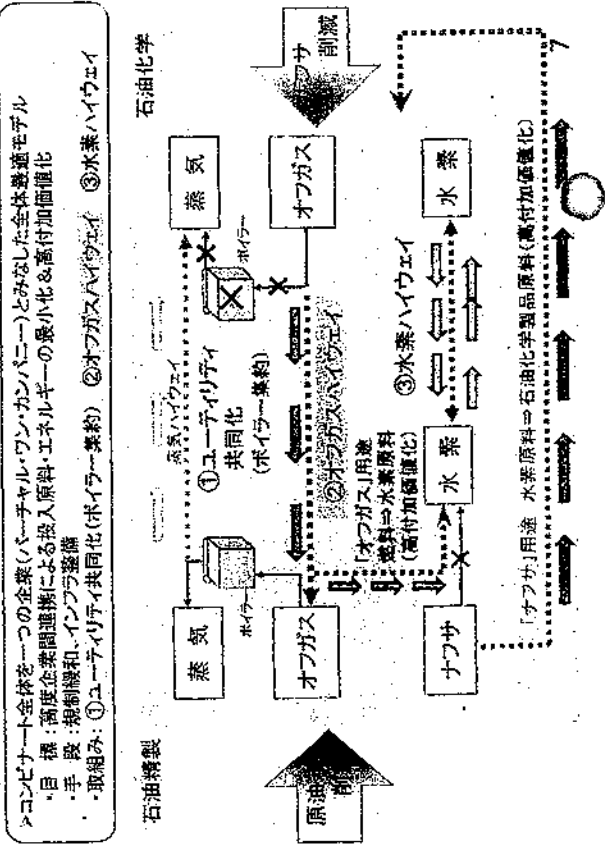 ➢コンビナート全体を一つの企業(バーチャル・ワン・カンパニー)とみなした全体最適モデル
・目 標:高度企業間連携による投入原料・エネルギーの最小化&高付加価値化
・手 段:規制緩和、インフラ整備
・取組み:①ユーティリティ共同化(ボイラー集約) ②オフガスハイウェイ ③水素ハイウェイ
石油精製
石油化学
蒸気
蒸気ハイウェイ
蒸気
ボイラー
①ユーティリティ
共同化
(ボイラー集約)
ボイラー
オフガス
②オフガスハイウェイ
オフガス
原油
削
削減
「オフガス」用途
燃料⇒水素原料
(高付加価値化)
③水素ハイウェイ
ナフサ
水素
水素
「ナフサ」用途 水素原料⇒石油化学製品原料(高付加価値化)
7